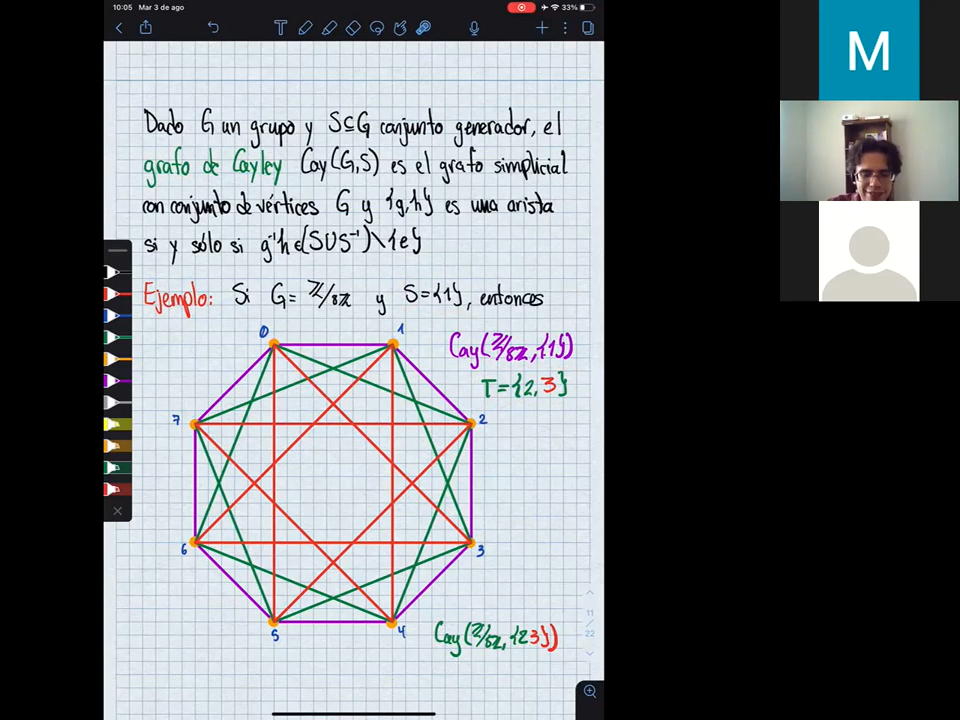 10:05 Mar 3 de ago
33%
M
Dado G un grupo y S⊆G conjunto generador, el
grafo de Cayley Cay(G,S) es el grafo simplicial
con conjunto de vértices G y {g,h} es una arista
si y sólo si g⁻¹h∈(S∪S⁻¹)∖{e}
Ejemplo: Si G= ℤ/8ℤ y S={1}, entonces
0
1
Cay(ℤ/8ℤ,{1})
T={2,3}
7
2
6
3
5
4
Cay(ℤ/8ℤ,{2 3})
11
/
22